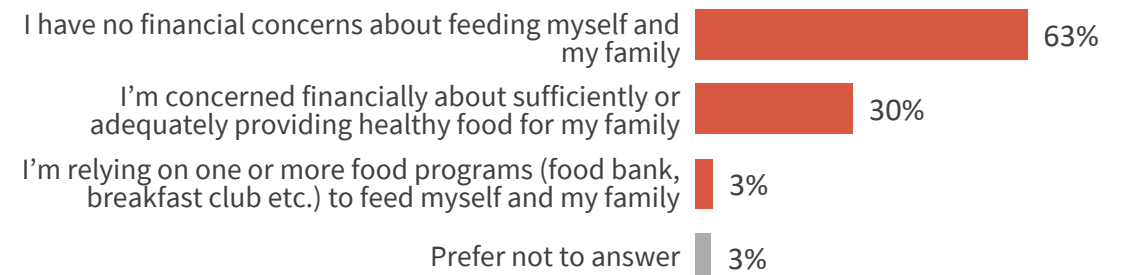 I have no financial concerns about feeding myself and
my family
63%
I’m concerned financially about sufficiently or
adequately providing healthy food for my family
30%
I’m relying on one or more food programs (food bank,
breakfast club etc.) to feed myself and my family
3%
Prefer not to answer
3%